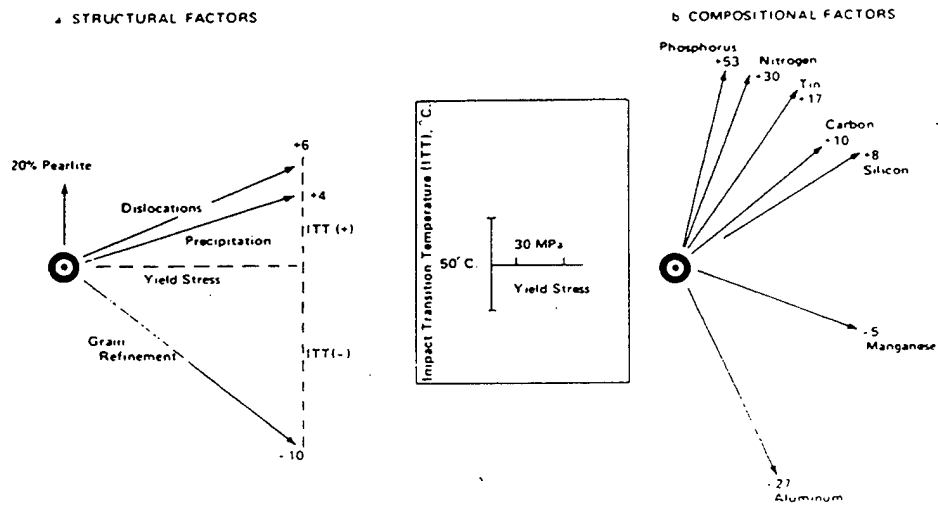 a STRUCTURAL FACTORS
+6
20% Pearlite
+4
Dislocations
ITT (+)
Precipitation
Yield Stress
Grain
Refinement
ITT(-)
-10
Impact Transition Temperature (ITT), °C.
50°C.
30 MPa
Yield Stress
b COMPOSITIONAL FACTORS
Phosphorus
+53
Nitrogen
+30
Tin
+17
Carbon
+10
+8
Silicon
-5
Manganese
-27
Aluminum